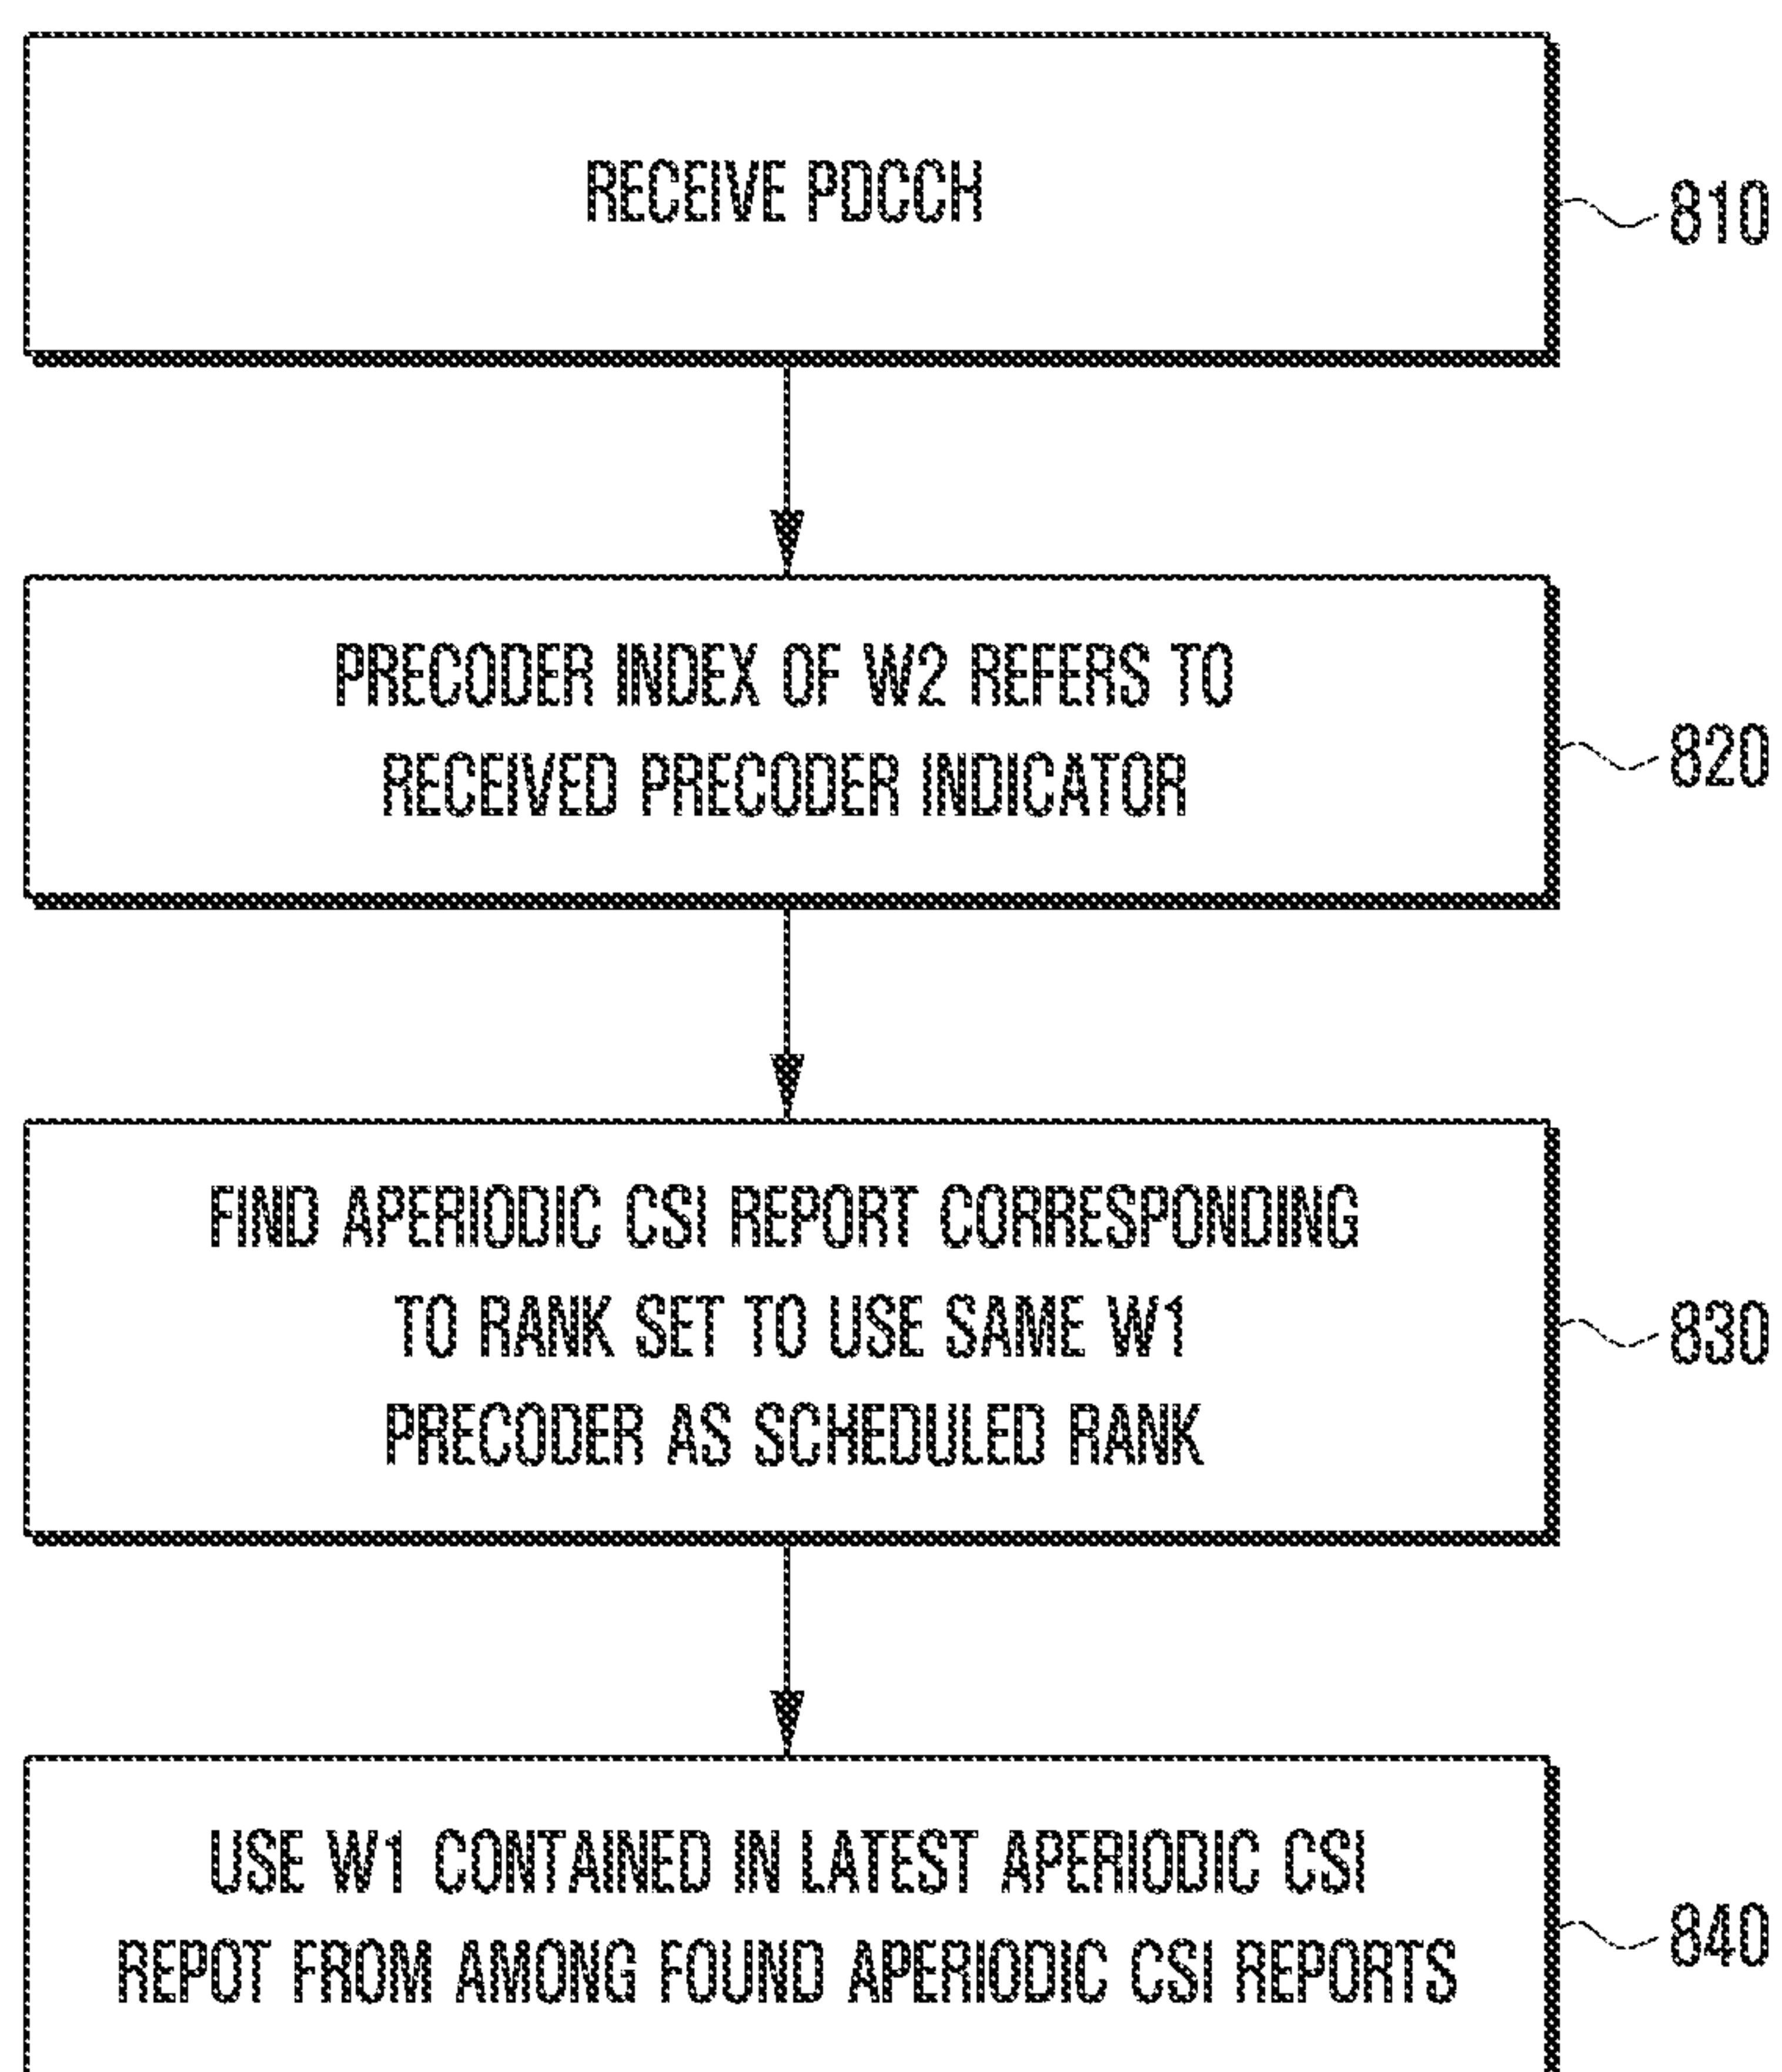 RECEIVE PDCCH
810
PRECODER INDEX OF W2 REFERS TO
RECEIVED PRECODER INDICATOR
820
FIND APERIODIC CSI REPORT CORRESPONDING
TO RANK SET TO USE SAME W1
PRECODER AS SCHEDULED RANK
830
USE W1 CONTAINED IN LATEST APERIODIC CSI
REPOT FROM AMONG FOUND APERIODIC CSI REPORTS
840